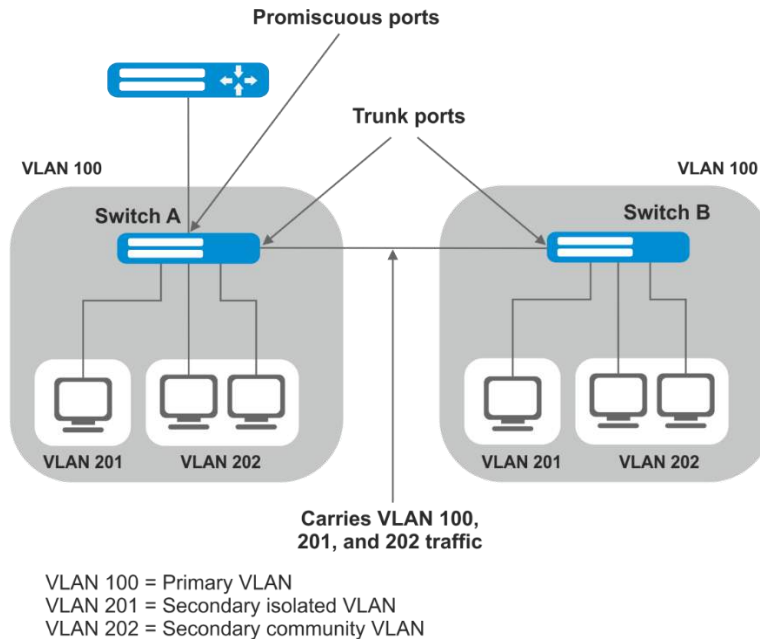 Promiscuous ports
Trunk ports
VLAN 100
VLAN 100
Switch A
Switch B
VLAN 201
VLAN 202
VLAN 201
VLAN 202
Carries VLAN 100,
201, and 202 traffic
VLAN 100 = Primary VLAN
VLAN 201 = Secondary isolated VLAN
VLAN 202 = Secondary community VLAN